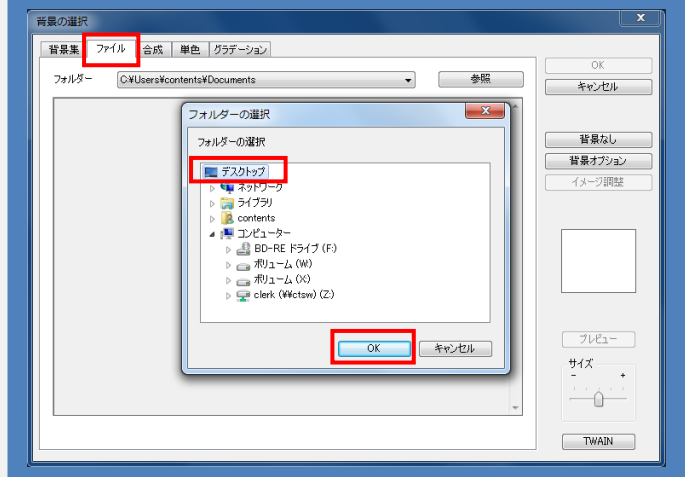 背景の選択
背景集 ファイル 合成 単色 グラデーション
フォルダー C:¥Users¥contents¥Documents 参照
OK
キャンセル
背景なし
背景オプション
イメージ調整
フォルダーの選択
フォルダーの選択
デスクトップ
ネットワーク
ライブラリ
contents
コンピューター
BD-RE ドライブ (F:)
ボリューム (W:)
ボリューム (X:)
clerk (¥¥ctsw) (Z:)
OK キャンセル
プレビュー
サイズ
- +
TWAIN